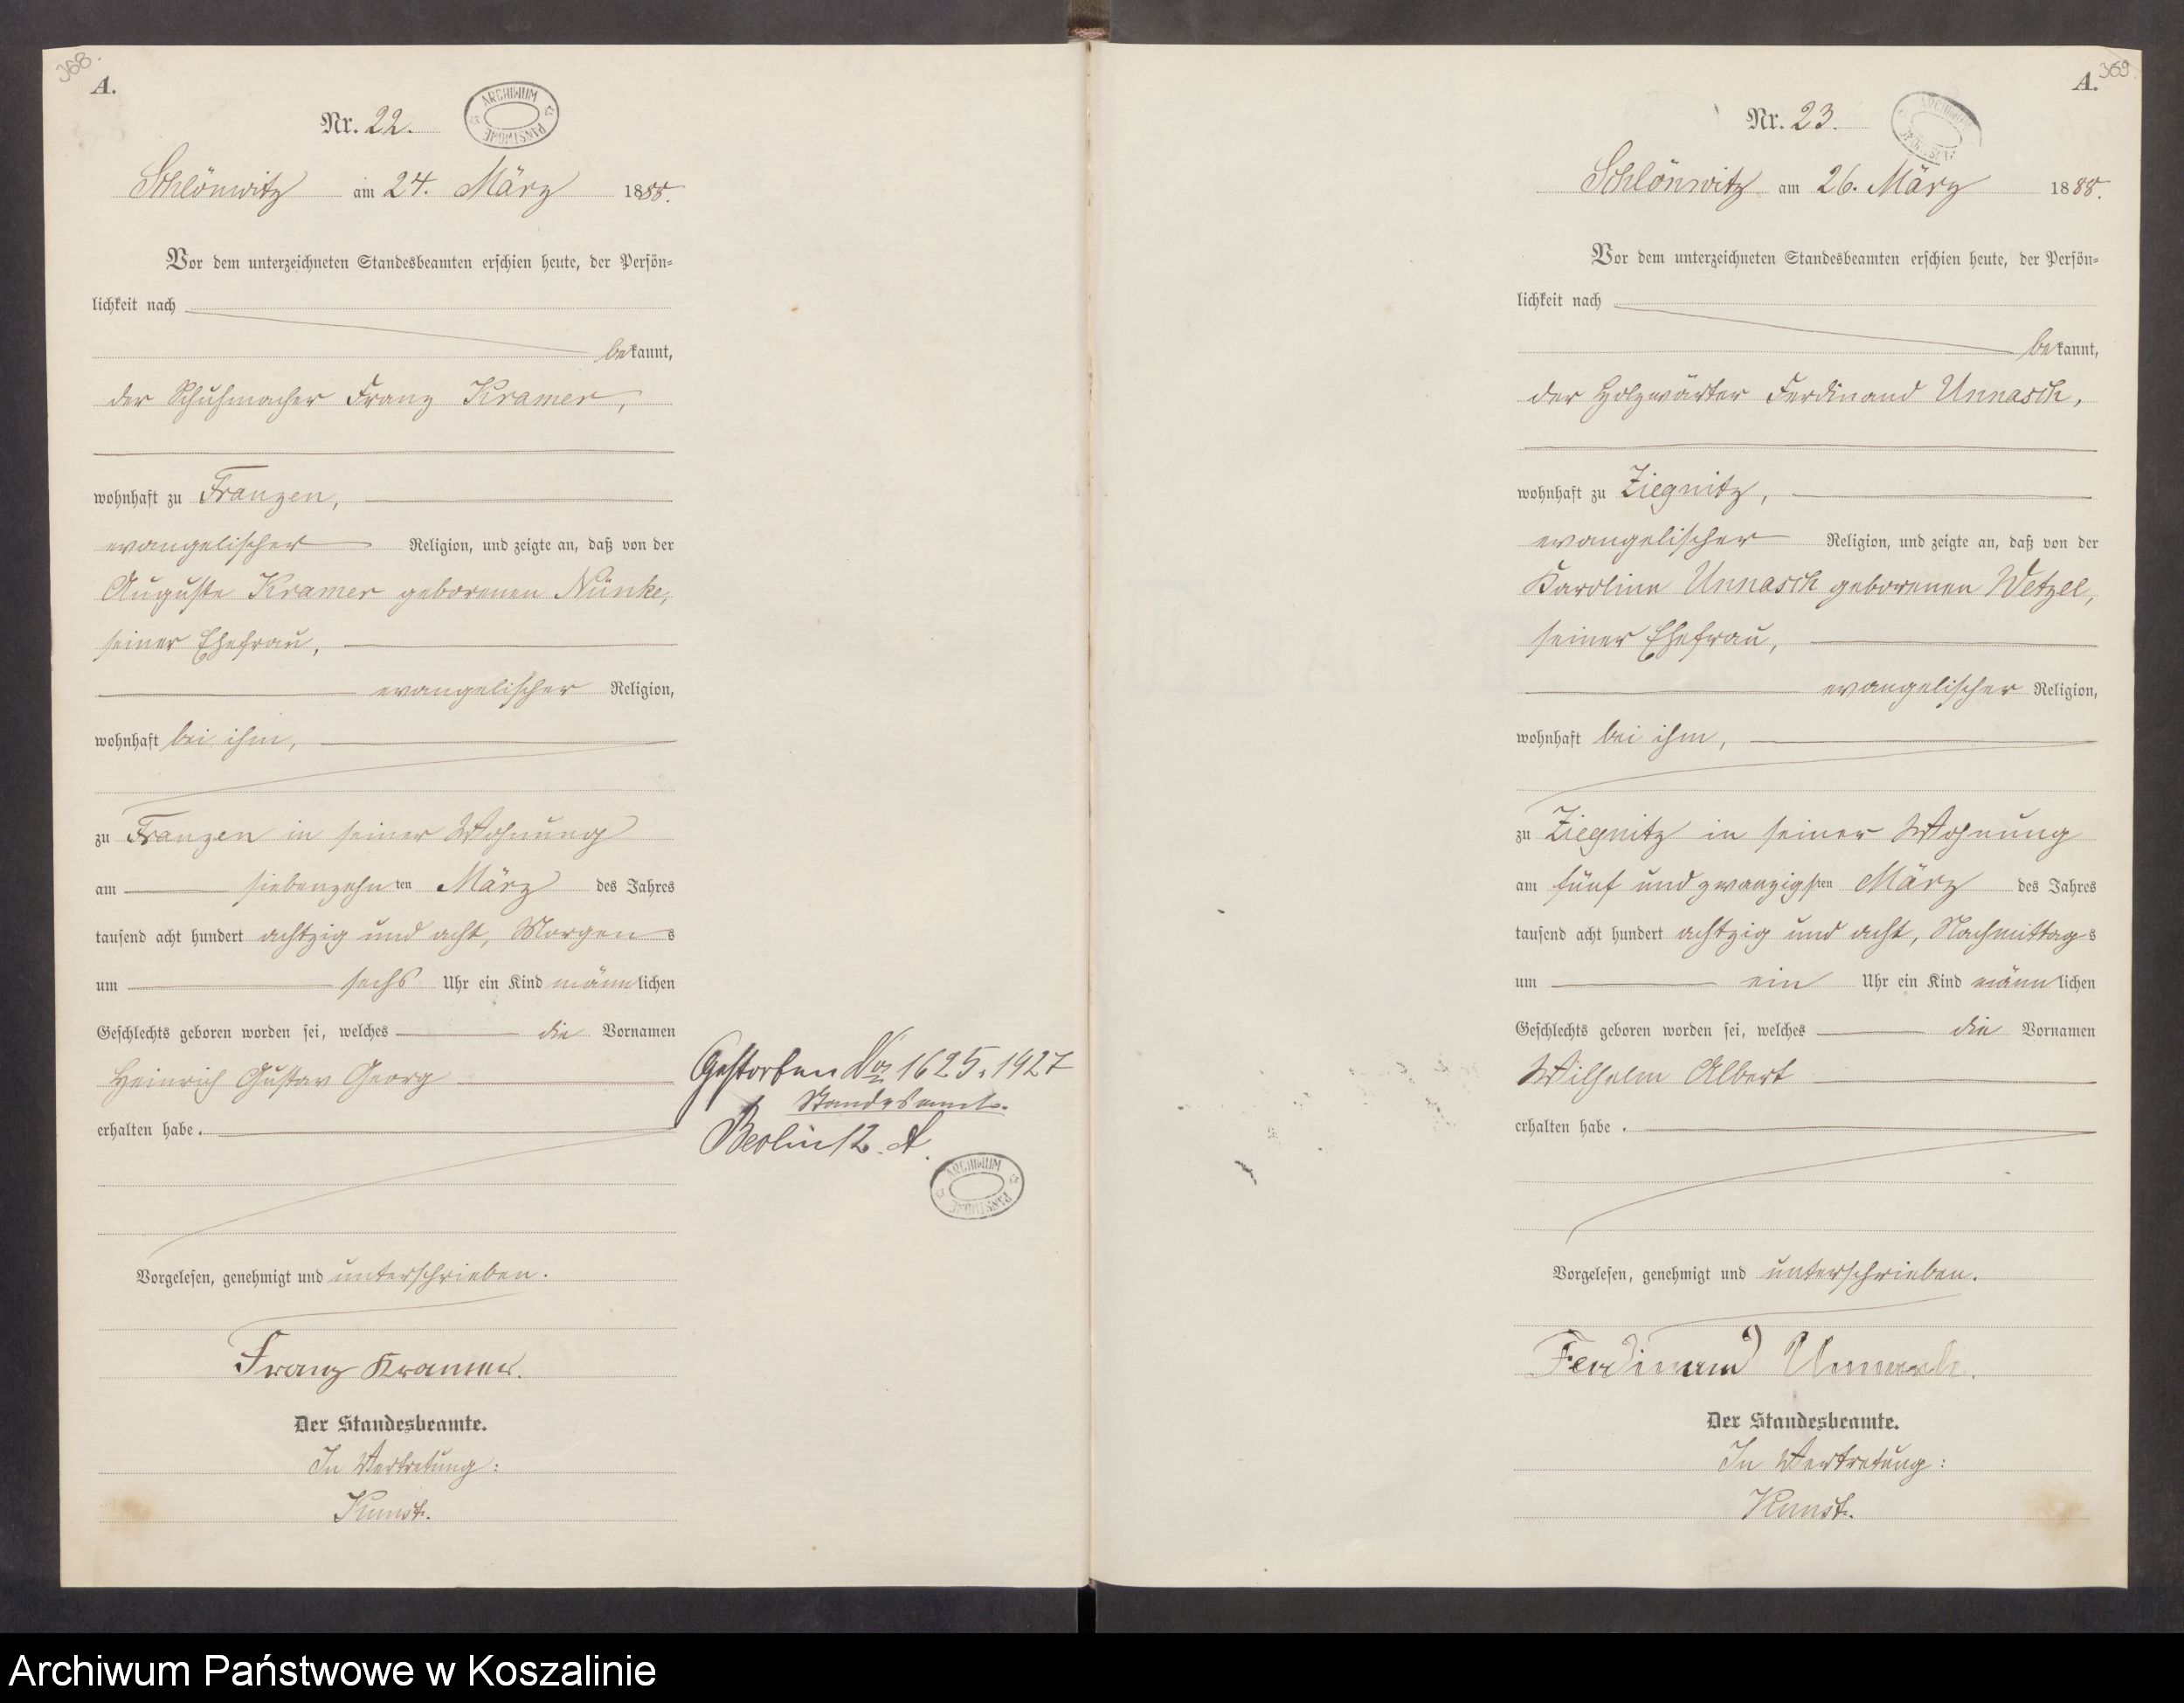 368.
A.
Nr. 22.
ARCHIWUM PAŃSTWOWE
Schlönwitz am 24. März 1888.
Vor dem unterzeichneten Standesbeamten erschien heute, der Persön-
lichkeit nach
bekannt,
der Schuhmacher Franz Kramer,
wohnhaft zu Franzen,
evangelischer Religion, und zeigte an, daß von der
Auguste Kramer geborenen Nünke,
seiner Ehefrau,
evangelischer Religion,
wohnhaft bei ihm,
zu Franzen in seiner Wohnung
am siebenzehnten März des Jahres
tausend acht hundert achtzig und acht, Morgens
um sechs Uhr ein Kind männlichen
Geschlechts geboren worden sei, welches die Vornamen
Heinrich Gustav Georg
erhalten habe.
Vorgelesen, genehmigt und unterschrieben.
Franz Kramer.
Der Standesbeamte.
In Vertretung:
Kunst.
Gestorben No 1625. 1927
Standesamt.
Berlin 12. A.
ARCHIWUM PAŃSTWOWE
369.
A.
Nr. 23.
ARCHIWUM
Schlönwitz am 26. März 1888.
Vor dem unterzeichneten Standesbeamten erschien heute, der Persön-
lichkeit nach
bekannt,
der Holzwärter Ferdinand Unnasch,
wohnhaft zu Ziegnitz,
evangelischer Religion, und zeigte an, daß von der
Karoline Unnasch geborenen Wetzel,
seiner Ehefrau,
evangelischer Religion,
wohnhaft bei ihm,
zu Ziegnitz in seiner Wohnung
am fünf und zwanzigsten März des Jahres
tausend acht hundert achtzig und acht, Nachmittags
um ein Uhr ein Kind männlichen
Geschlechts geboren worden sei, welches die Vornamen
Wilhelm Albert
erhalten habe.
Vorgelesen, genehmigt und unterschrieben.
Ferdinand Unnasch.
Der Standesbeamte.
In Vertretung:
Kunst.
Archiwum Państwowe w Koszalinie